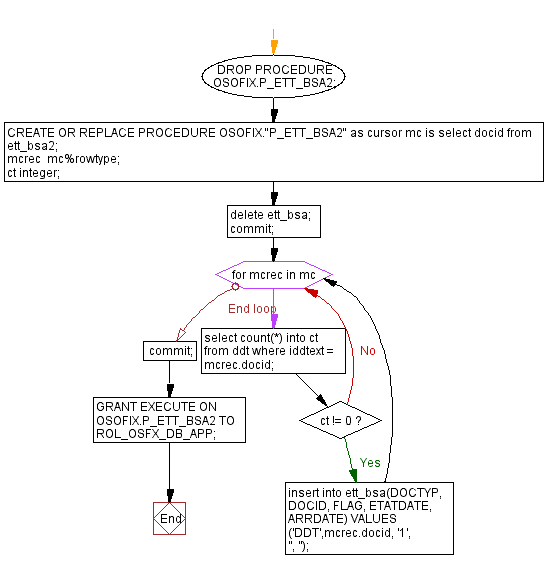 DROP PROCEDURE
OSOFIX.P_ETT_BSA2;
CREATE OR REPLACE PROCEDURE OSOFIX."P_ETT_BSA2" as cursor mc is select docid from
ett_bsa2;
mcrec  mc%rowtype;
ct integer;
delete ett_bsa;
commit;
for mcrec in mc
End loop
commit;
GRANT EXECUTE ON
OSOFIX.P_ETT_BSA2 TO
ROL_OSFX_DB_APP;
End
select count(*) into ct
from ddt where iddtext =
mcrec.docid;
No
ct != 0 ?
Yes
insert into ett_bsa(DOCTYP,
DOCID, FLAG, ETATDATE,
ARRDATE) VALUES
('DDT',mcrec.docid, '1',
'', '');